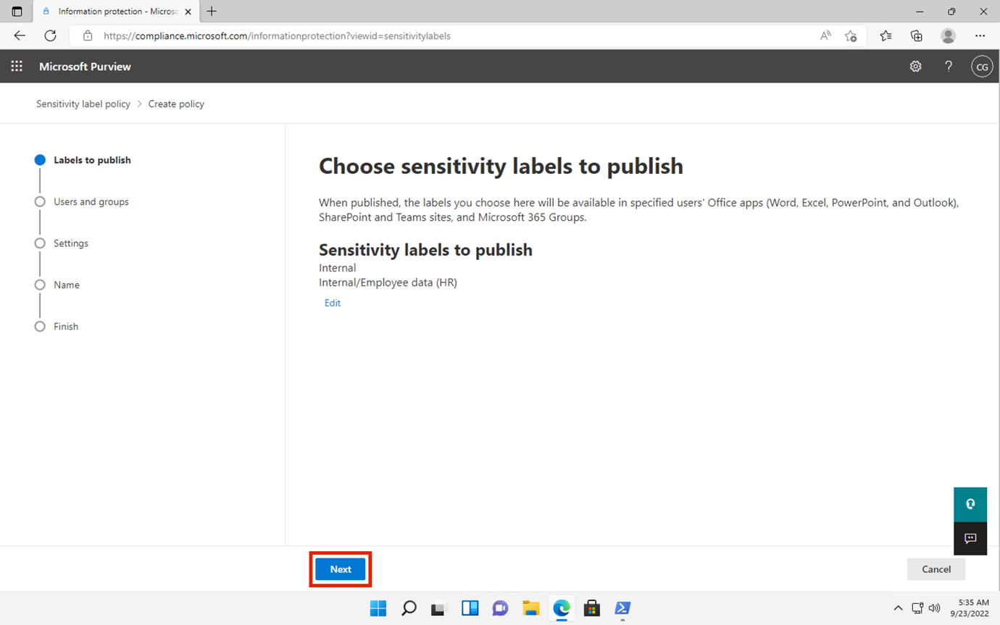 Information protection - Microsc
https://compliance.microsoft.com/informationprotection?viewid=sensitivitylabels
Microsoft Purview
CG
Sensitivity label policy > Create policy
Labels to publish
Users and groups
Settings
Name
Finish
Choose sensitivity labels to publish
When published, the labels you choose here will be available in specified users' Office apps (Word, Excel, PowerPoint, and Outlook),
SharePoint and Teams sites, and Microsoft 365 Groups.
Sensitivity labels to publish
Internal
Internal/Employee data (HR)
Edit
Next
Cancel
5:35 AM
9/23/2022